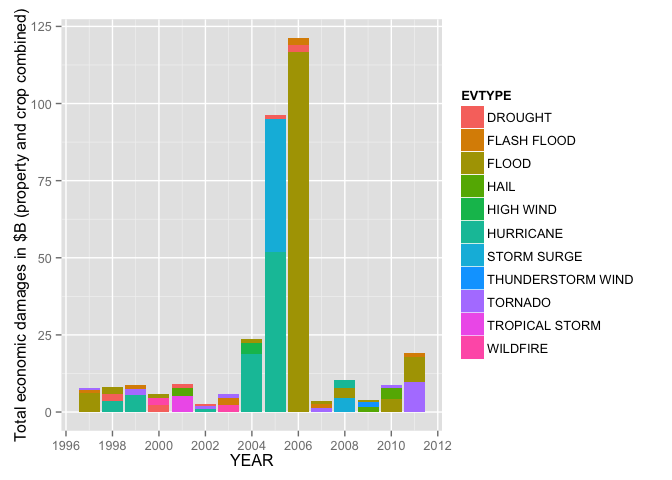 Total economic damages in $B (property and crop combined)
125
100
75
50
25
0
1996 1998 2000 2002 2004 2006 2008 2010 2012
YEAR
EVTYPE
DROUGHT
FLASH FLOOD
FLOOD
HAIL
HIGH WIND
HURRICANE
STORM SURGE
THUNDERSTORM WIND
TORNADO
TROPICAL STORM
WILDFIRE